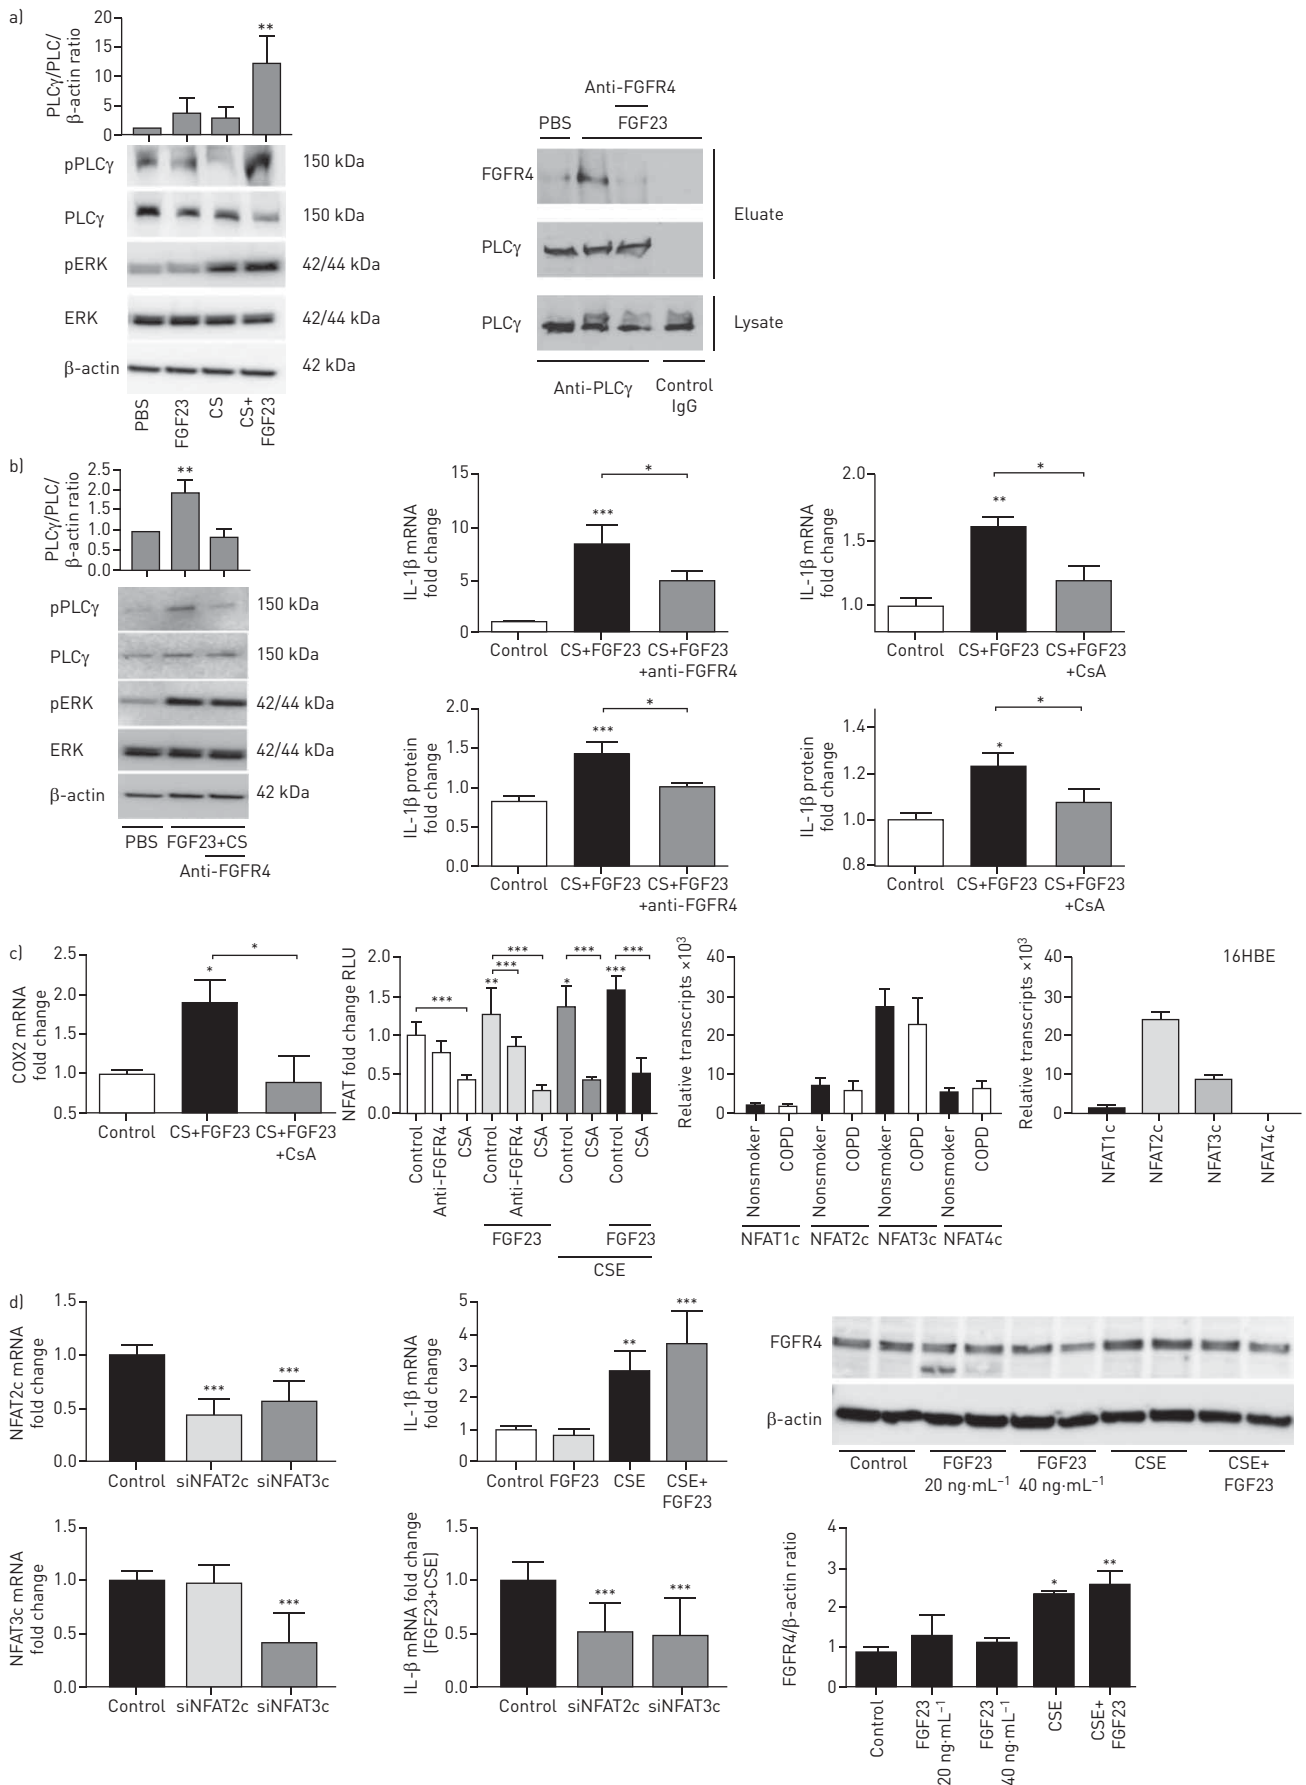 a)
PLCγ/PLC/
β-actin ratio
20
15
10
5
0
**
pPLCγ
150 kDa
PLCγ
150 kDa
pERK
42/44 kDa
ERK
42/44 kDa
β-actin
42 kDa
PBS
FGF23
CS
CS+
FGF23
Anti-FGFR4
PBS
FGF23
FGFR4
PLCγ
Eluate
PLCγ
Lysate
Anti-PLCγ
Control
IgG
b)
PLCγ/PLC/
β-actin ratio
2.5
2.0
1.5
1.0
0.5
0.0
**
pPLCγ
150 kDa
PLCγ
150 kDa
pERK
42/44 kDa
ERK
42/44 kDa
β-actin
42 kDa
PBS
FGF23+CS
Anti-FGFR4
IL-1β mRNA
fold change
15
10
5
0
***
*
Control
CS+FGF23
CS+FGF23
+anti-FGFR4
IL-1β mRNA
fold change
2.0
1.5
1.0
**
*
Control
CS+FGF23
CS+FGF23
+CsA
IL-1β protein
fold change
2.0
1.5
1.0
0.5
0.0
***
*
Control
CS+FGF23
CS+FGF23
+anti-FGFR4
IL-1β protein
fold change
1.4
1.2
1.0
0.8
*
*
Control
CS+FGF23
CS+FGF23
+CsA
c)
COX2 mRNA
fold change
2.5
2.0
1.5
1.0
0.5
*
*
Control
CS+FGF23
CS+FGF23
+CsA
NFAT fold change RLU
2.0
1.5
1.0
0.5
0.0
***
**
***
***
*
***
***
***
Control
Anti-FGFR4
CSA
Control
Anti-FGFR4
CSA
Control
CSA
Control
CSA
FGF23
FGF23
CSE
Relative transcripts ×10³
40
30
20
10
0
Nonsmoker
COPD
Nonsmoker
COPD
Nonsmoker
COPD
Nonsmoker
COPD
NFAT1c
NFAT2c
NFAT3c
NFAT4c
Relative transcripts ×10³
40
30
20
10
0
16HBE
NFAT1c
NFAT2c
NFAT3c
NFAT4c
d)
NFAT2c mRNA
fold change
1.5
1.0
0.5
0.0
***
***
Control
siNFAT2c
siNFAT3c
IL-1β mRNA
fold change
5
4
3
2
1
0
**
***
Control
FGF23
CSE
CSE+
FGF23
FGFR4
β-actin
Control
FGF23
20 ng·mL⁻¹
FGF23
40 ng·mL⁻¹
CSE
CSE+
FGF23
NFAT3c mRNA
fold change
1.5
1.0
0.5
0.0
***
Control
siNFAT2c
siNFAT3c
IL-β mRNA fold change
(FGF23+CSE)
1.5
1.0
0.5
0.0
***
***
Control
siNFAT2c
siNFAT3c
FGFR4/β-actin ratio
4
3
2
1
0
*
**
Control
FGF23
20 ng·mL⁻¹
FGF23
40 ng·mL⁻¹
CSE
CSE+
FGF23